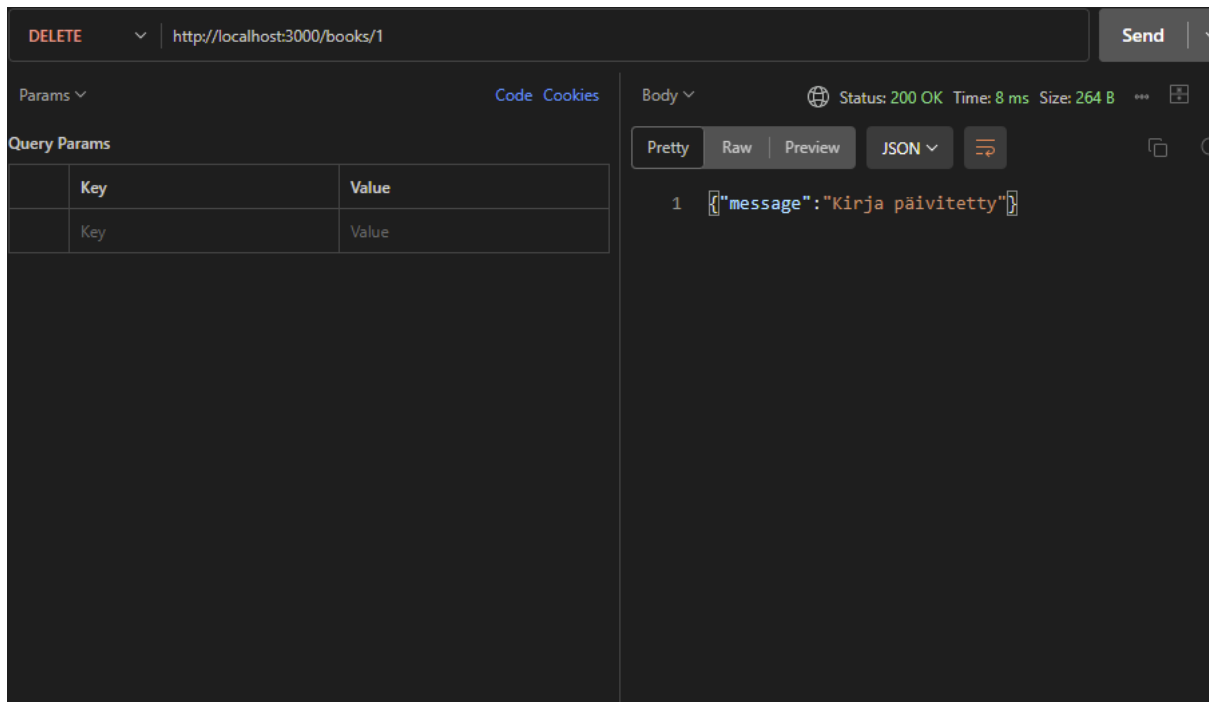 DELETE http://localhost:3000/books/1 Send
Params Code Cookies
Query Params
Key Value
Key Value
Body Status: 200 OK Time: 8 ms Size: 264 B
Pretty Raw Preview JSON
1 {"message":"Kirja päivitetty"}